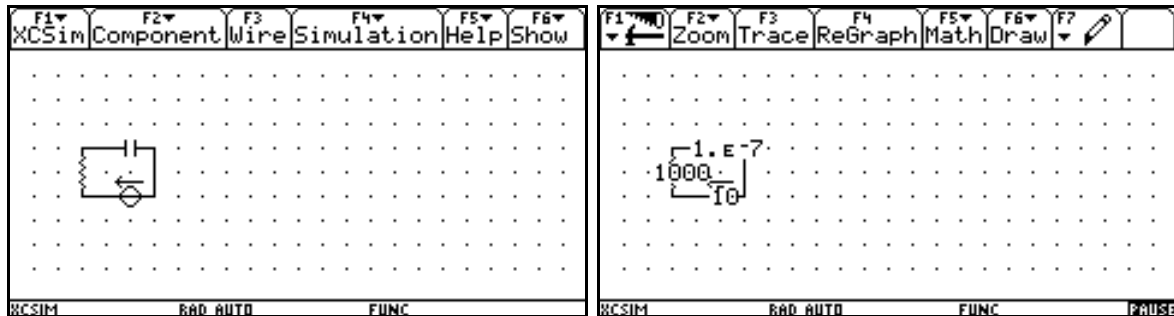 F1 F2 F3 F4 F5 F6
XCSim Component Wire Simulation Help Show
XCSIM RAD AUTO FUNC
F1 F2 F3 F4 F5 F6 F7
Zoom Trace ReGraph Math Draw
1.E-7
1000
10
XCSIM RAD AUTO FUNC PAUSE